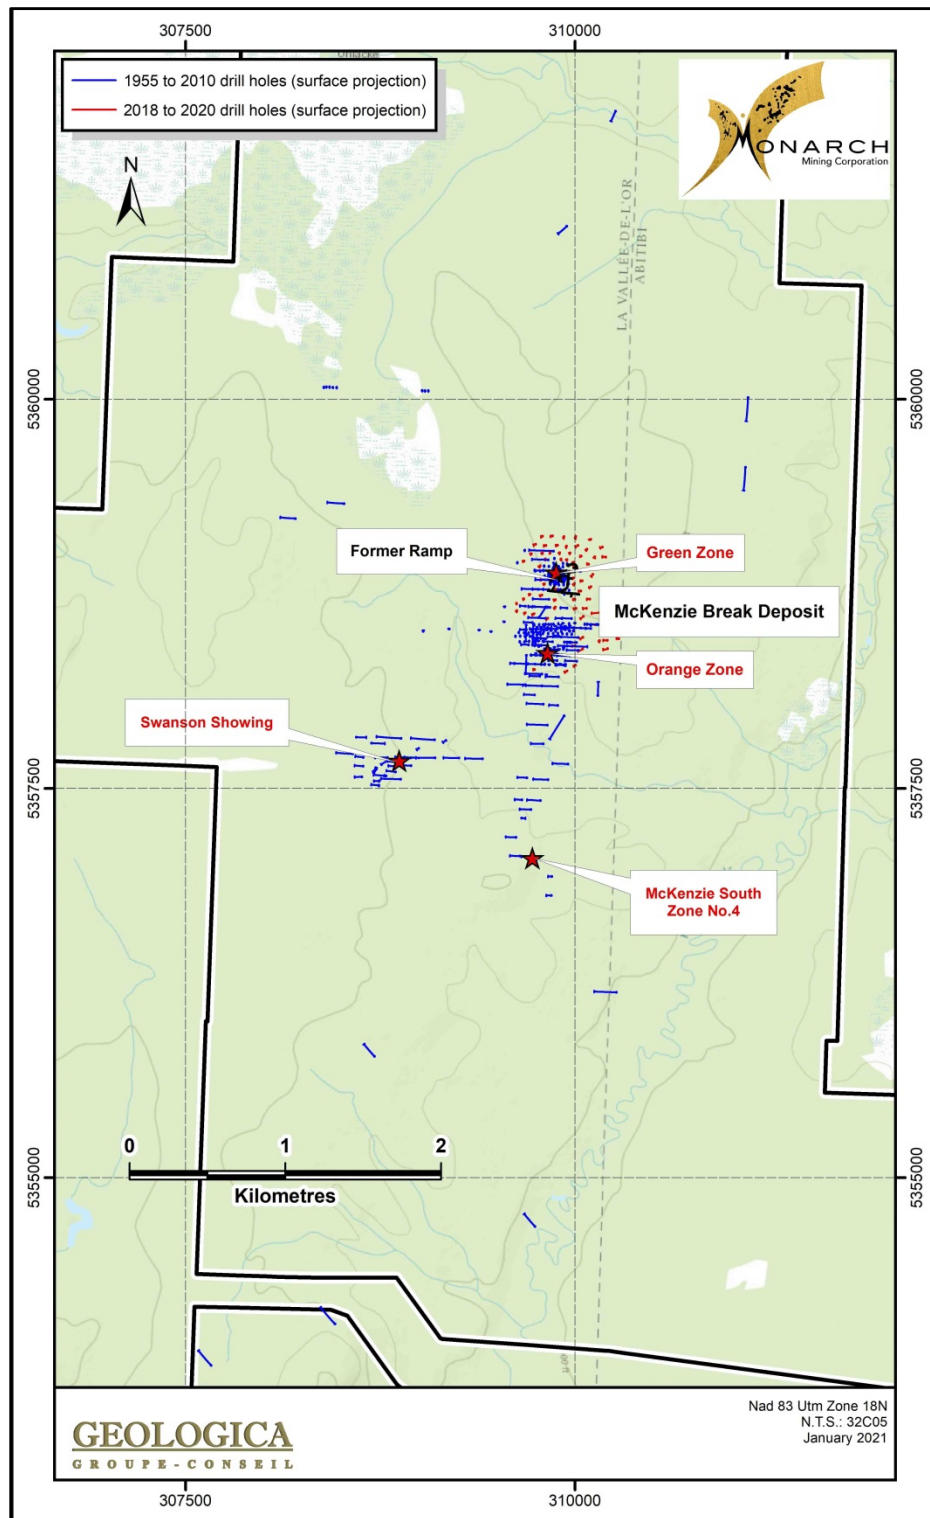 307500
310000
1955 to 2010 drill holes (surface projection)
2018 to 2020 drill holes (surface projection)
MONARCH
Mining Corporation
N
LA VALLÉE-DE-L'OR
ABITIBI
5360000
5360000
Former Ramp
Green Zone
McKenzie Break Deposit
Orange Zone
Swanson Showing
5357500
5357500
McKenzie South
Zone No.4
0
1
2
Kilometres
5355000
5355000
GEOLOGICA
GROUPE-CONSEIL
Nad 83 Utm Zone 18N
N.T.S.: 32C05
January 2021
307500
310000